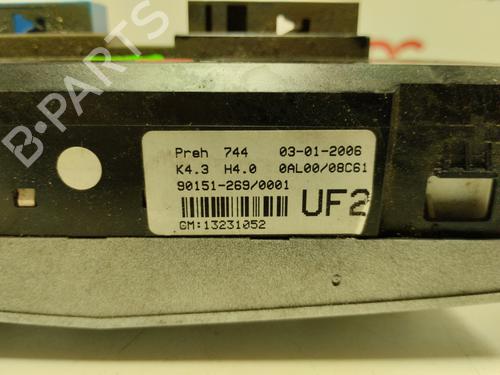 Preh 744 03-01-2006
K4.3 H4.0 0AL00/08C61
90151-269/0001
UF2
GM:13231052
B-PARTS